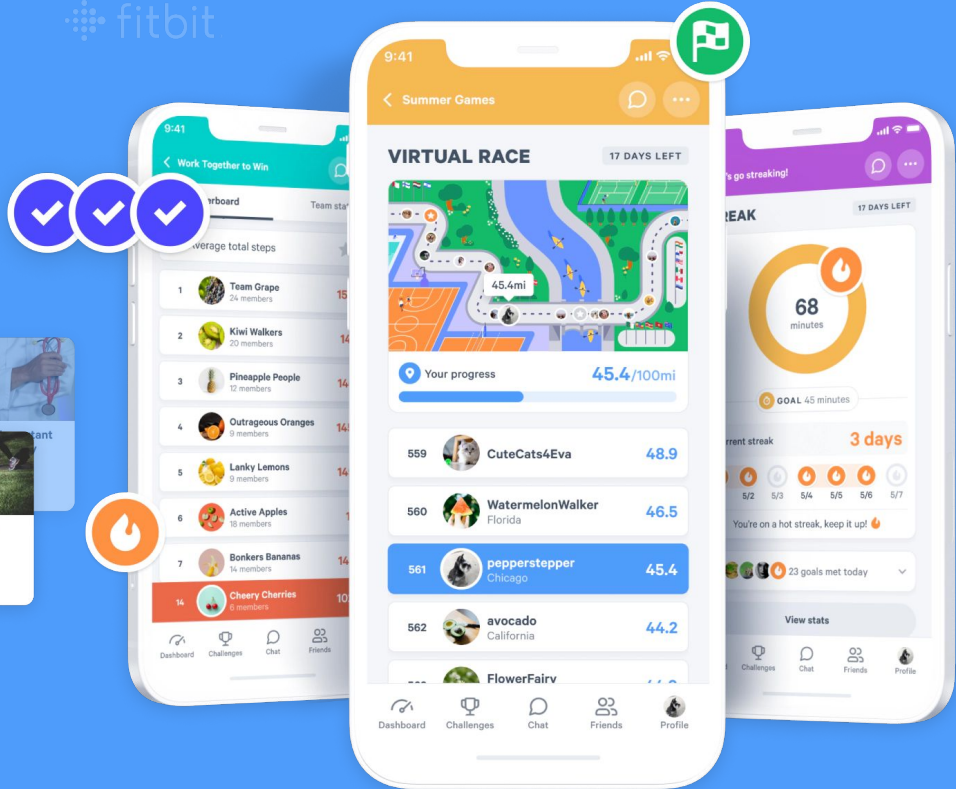 fitbit
9:41
Work Together to Win
Team
total steps
1
Team Grape
24 members
2
Kiwi Walkers
20 members
3
Pineapple People
12 members
4
Outrageous Oranges
9 members
5
Lanky Lemons
9 members
6
Active Apples
18 members
7
Bonkers Bananas
14 members
14
Cheery Cherries
6 members
Dashboard
Challenges
Chat
Friends
9:41
Summer Games
VIRTUAL RACE
17 DAYS LEFT
45.4mi
Your progress
45.4/100mi
559
CuteCats4Eva
48.9
560
WatermelonWalker
Florida
46.5
561
pepperstepper
Chicago
45.4
562
avocado
California
44.2
FlowerFairy
Dashboard
Challenges
Chat
Friends
Profile
go streaking!
17 DAYS LEFT
68
minutes
GOAL 45 minutes
streak
3 days
5/2
5/3
5/4
5/5
5/6
5/7
You're on a hot streak, keep it up!
23 goals met today
View stats
Challenges
Chat
Friends
Profile